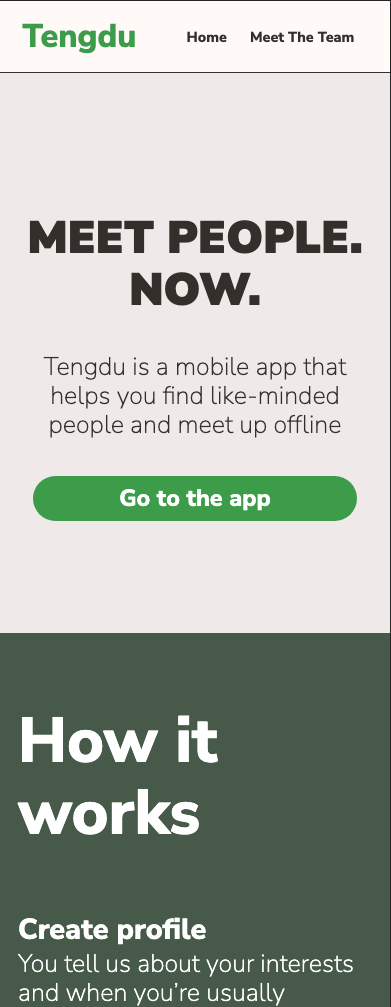 Tengdu
Home
Meet The Team
MEET PEOPLE.
NOW.
Tengdu is a mobile app that
helps you find like-minded
people and meet up offline
Go to the app
How it
works
Create profile
You tell us about your interests
and when you’re usually